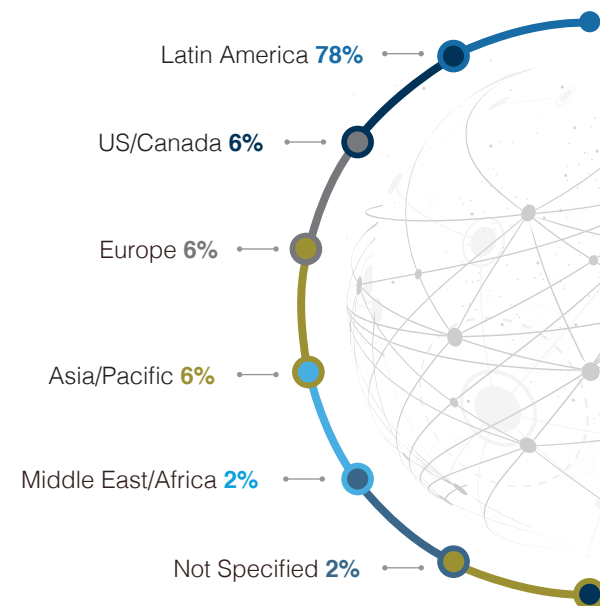 Latin America 78%
US/Canada 6%
Europe 6%
Asia/Pacific 6%
Middle East/Africa 2%
Not Specified 2%